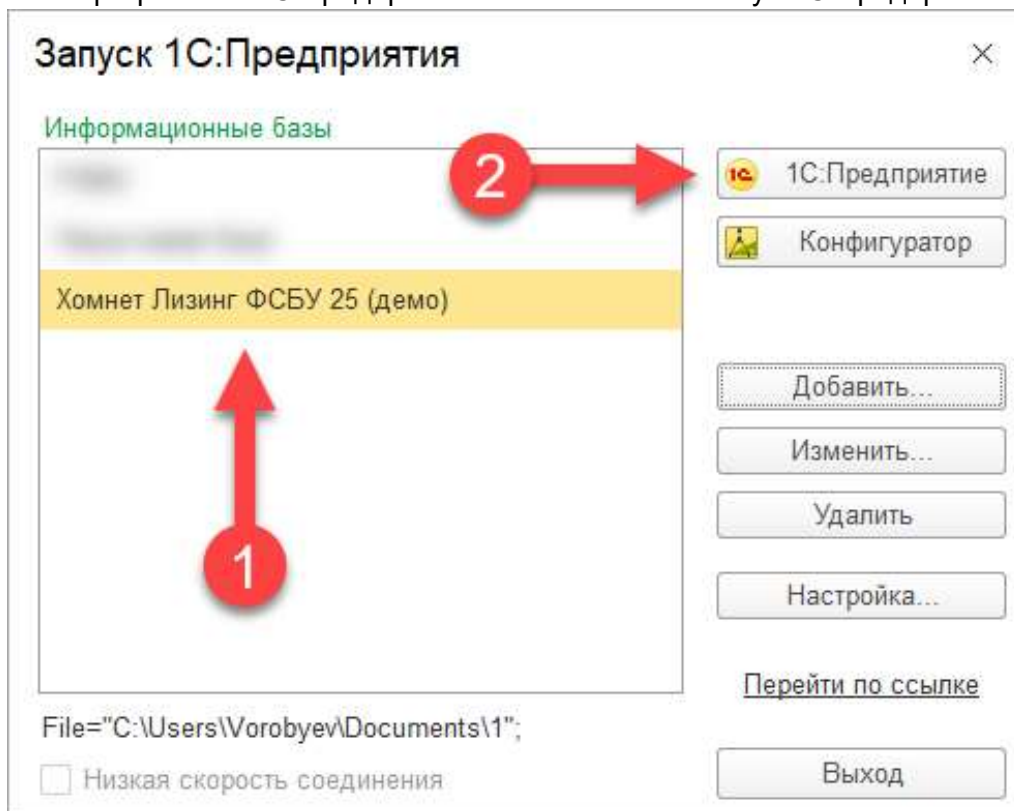 Запуск 1С:Предприятия
Информационные базы
2
1С:Предприятие
Конфигуратор
Хомнет Лизинг ФСБУ 25 (демо)
Добавить...
Изменить...
1
Удалить
Настройка...
Перейти по ссылке
File="C:\Users\Vorobyev\Documents\1";
Низкая скорость соединения
Выход